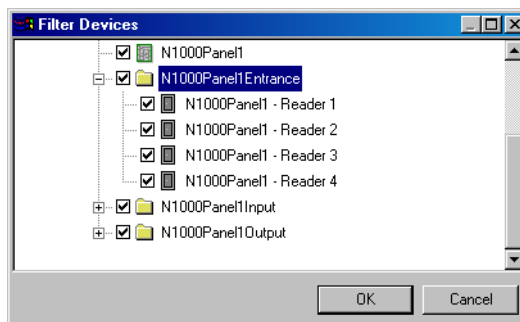 Filter Devices
N1000Panel1
N1000Panel1Entrance
N1000Panel1 - Reader 1
N1000Panel1 - Reader 2
N1000Panel1 - Reader 3
N1000Panel1 - Reader 4
N1000Panel1Input
N1000Panel1Output
OK Cancel